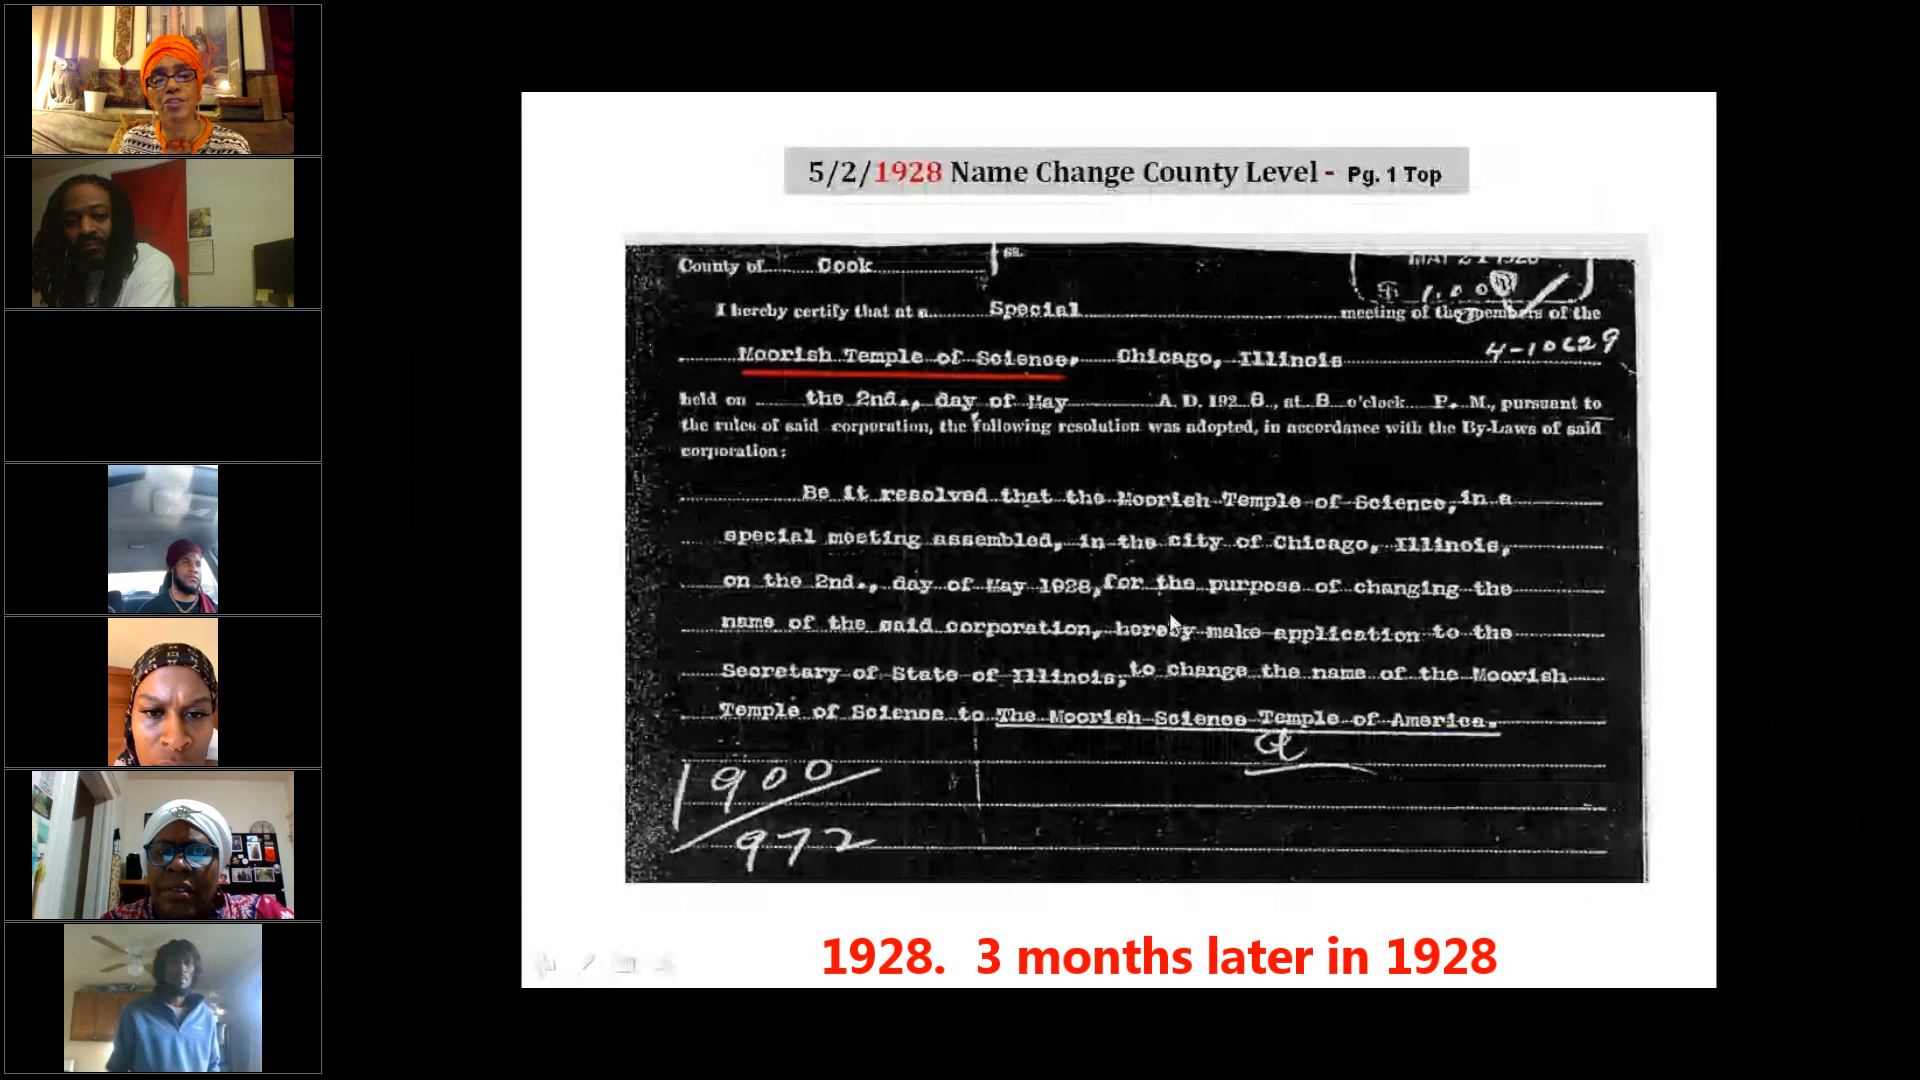 5/2/1928 Name Change County Level - Pg. 1 Top
County of Cook ss.
MAY 21 1928
1.00
I hereby certify that at a Special meeting of the members of the
Moorish Temple of Science, Chicago, Illinois
held on the 2nd., day of May A. D. 192 8., at 8 o'clock P. M., pursuant to
the rules of said corporation, the following resolution was adopted, in accordance with the By-Laws of said
corporation:
Be it resolved that the Moorish Temple of Science, in a
special meeting assembled, in the city of Chicago, Illinois,
on the 2nd., day of May 1928, for the purpose of changing the
name of the said corporation, hereby make application to the
Secretary of State of Illinois, to change the name of the Moorish
Temple of Science to The Moorish Science Temple of America.
1900
972
1928. 3 months later in 1928